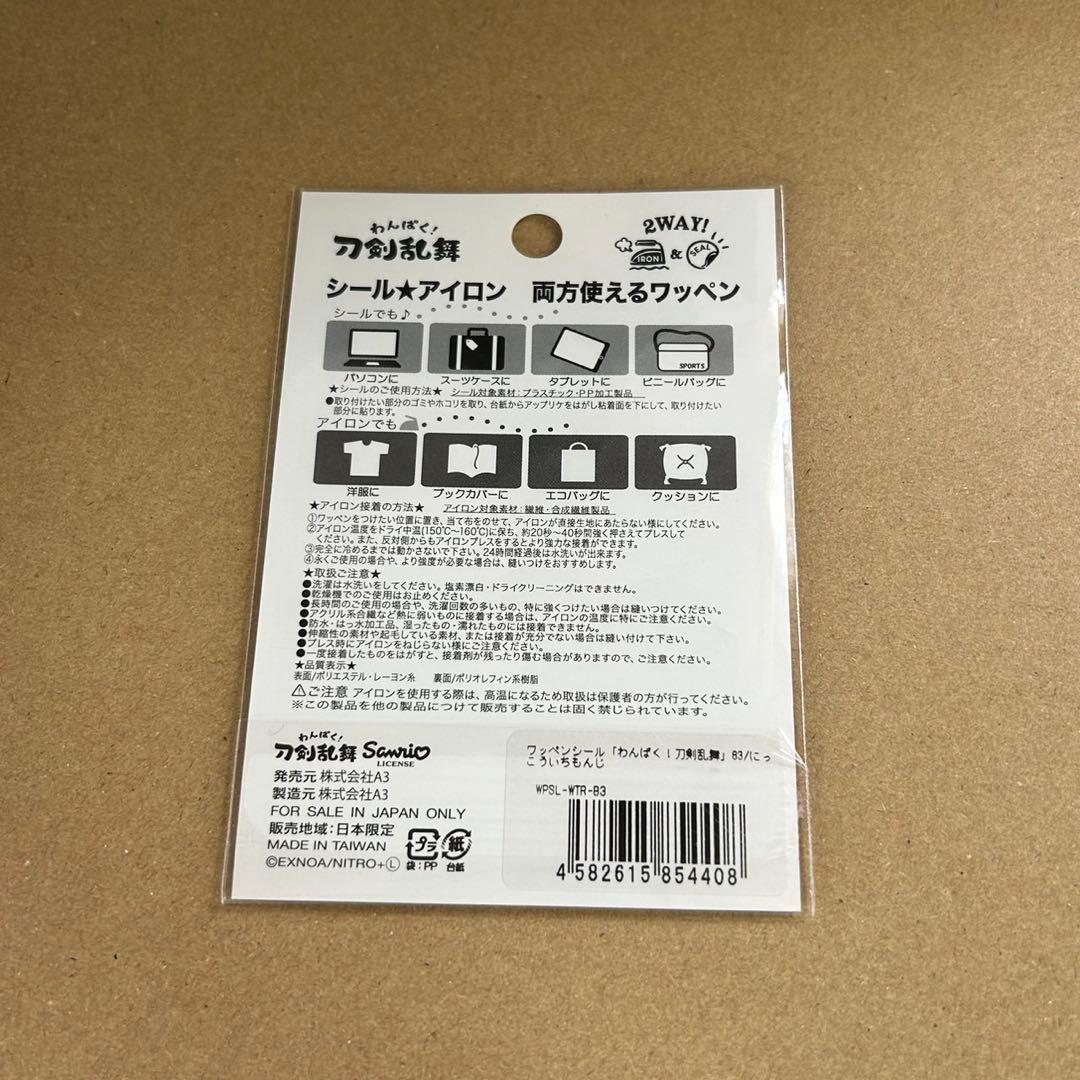 わんぱく!
刀剣乱舞
2WAY!
IRON & SEAL
シール★アイロン 両方使えるワッペン
シールでも♪
SPORTS
パソコンに スーツケースに タブレットに ビニールバッグに
★シールのご使用方法★ シール対象素材:プラスチック・PP加工製品
●取り付けたい部分のゴミやホコリを取り、台紙からアップリケをはがし粘着面を下にして、取り付けたい
部分に貼ります。
アイロンでも
洋服に ブックカバーに エコバッグに クッションに
★アイロン接着の方法★ アイロン対象素材:繊維・合成繊維製品
①ワッペンをつけたい位置に置き、当て布をのせて、アイロンが直接生地にあたらない様にしてください。
②アイロン温度をドライ中温(150℃〜160℃)に保ち、約20秒〜40秒間強く押さえてプレスして
ください。また、反対側からもアイロンプレスをするとより強力な接着ができます。
③完全に冷めるまでは動かさないで下さい。24時間経過後は水洗いが出来ます。
④永くご使用の場合や、より強度が必要な場合は、縫いつけをおすすめします。
★取扱ご注意★
●洗濯は水洗いをしてください。塩素漂白・ドライクリーニングはできません。
●乾燥機でのご使用はお止めください。
●長時間のご使用の場合や、洗濯回数の多いもの、特に強くつけたい場合は縫いつけてください。
●アクリル系合繊など熱に弱いものに接着する場合は、アイロンの温度に特にご注意ください。
●防水・はっ水加工品、湿ったもの・濡れたものには接着できません。
●伸縮性の素材や起毛している素材、または接着が充分でない場合は縫い付けて下さい。
●プレス時にアイロンをねじらない様にご注意ください。
●一度接着したものをはがすと、接着剤が残ったり傷む場合がありますので、ご注意ください。
★品質表示★
表面/ポリエステル・レーヨン糸 裏面/ポリオレフィン系樹脂
⚠ご注意 アイロンを使用する際は、高温になるため取扱は保護者の方が行ってください。
※この製品を他の製品につけて販売することは固く禁じられています。
わんぱく!
刀剣乱舞 Sanrio
LICENSE
発売元 株式会社A3
製造元 株式会社A3
FOR SALE IN JAPAN ONLY
販売地域:日本限定
MADE IN TAIWAN
©EXNOA/NITRO+Ⓛ
プラ 紙
袋:PP 台紙
ワッペンシール「わんぱく！刀剣乱舞」83/にっ
こういちもんじ
WPSL-WTR-83
4 582615 854408